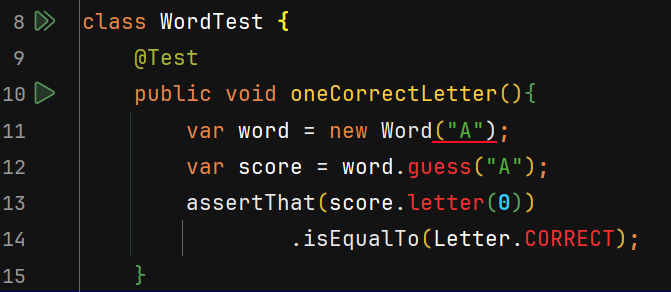 8 class WordTest {
9 @Test
10 public void oneCorrectLetter(){
11 var word = new Word("A");
12 var score = word.guess("A");
13 assertThat(score.letter(0))
14 .isEqualTo(Letter.CORRECT);
15 }